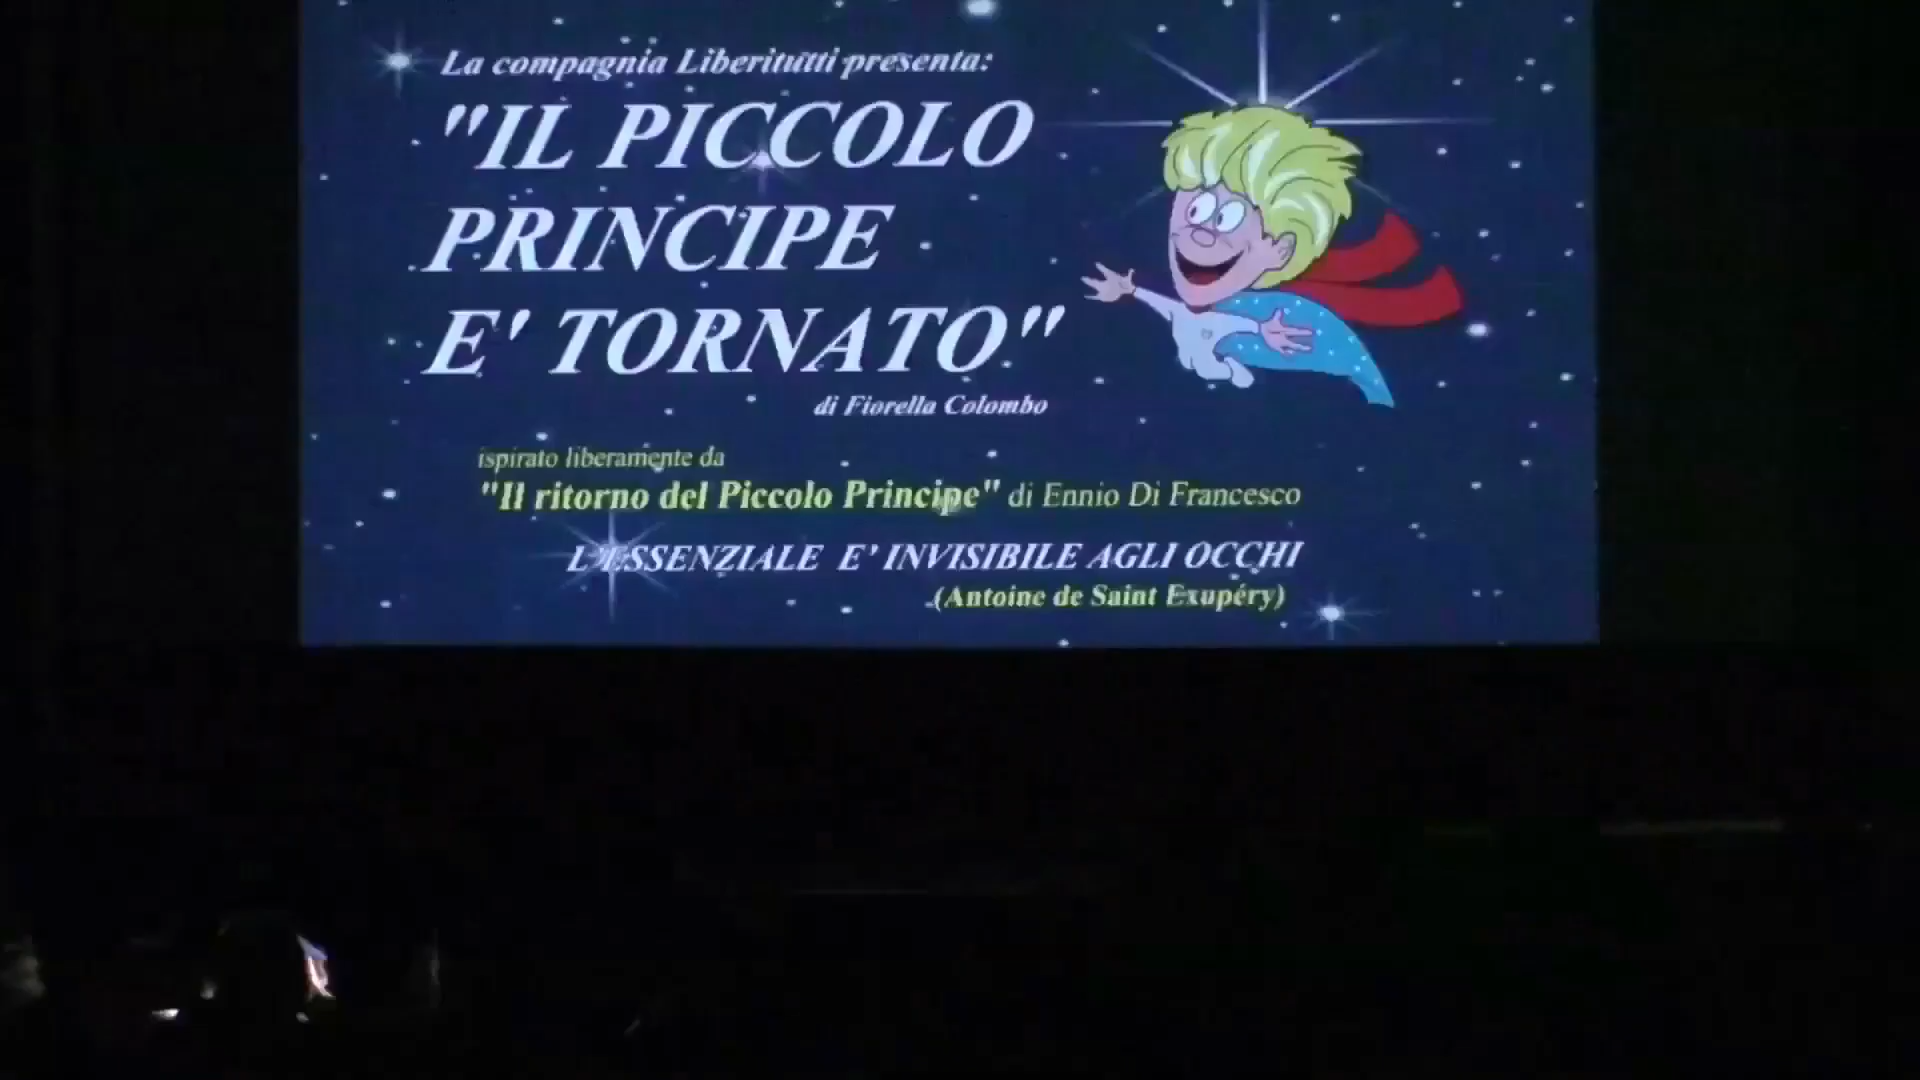 La compagnia Liberitutti presenta:
"IL PICCOLO
PRINCIPE
E' TORNATO"
di Fiorella Colombo
ispirato liberamente da
"Il ritorno del Piccolo Principe" di Ennio Di Francesco
L'ESSENZIALE E' INVISIBILE AGLI OCCHI
(Antoine de Saint Exupéry)